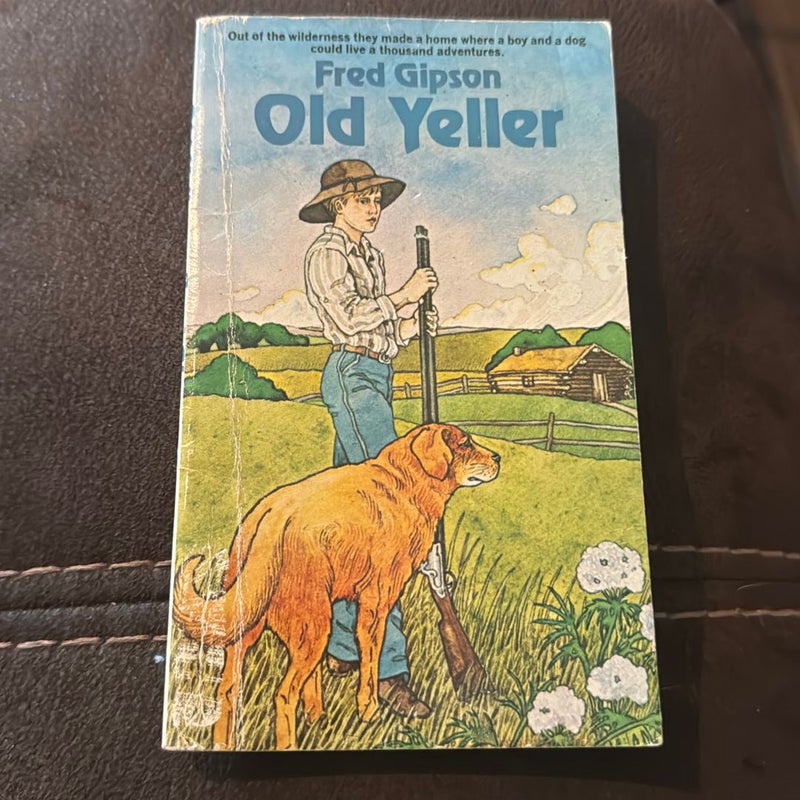 Out of the wilderness they made a home where a boy and a dog
could live a thousand adventures.
Fred Gipson
Old Yeller